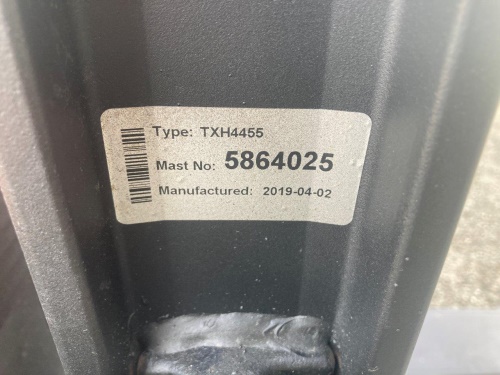 Type: TXH4455
Mast No: 5864025
Manufactured: 2019-04-02